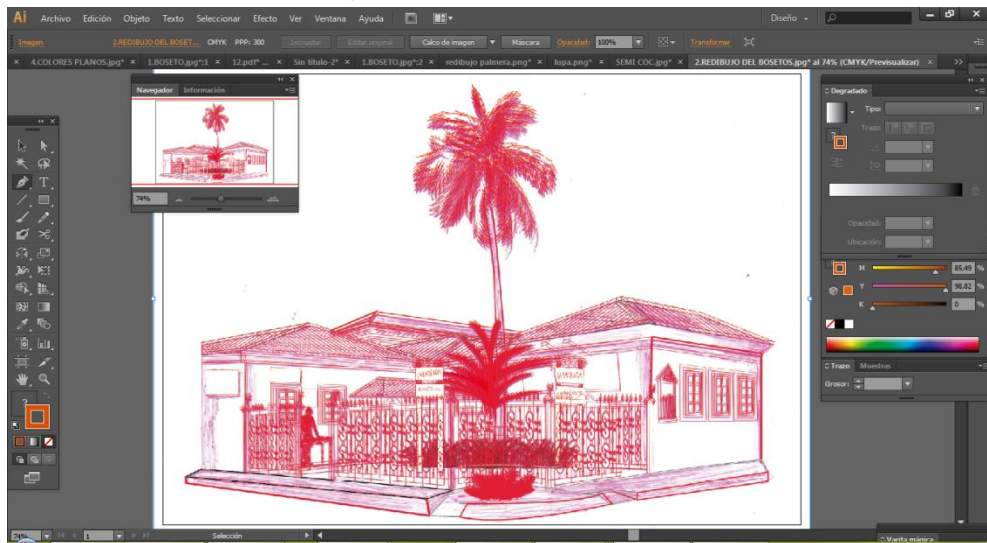 Ai Archivo Edición Objeto Texto Seleccionar Efecto Ver Ventana Ayuda Diseño
Imagen 2.REDIBUJO DEL BOSET... CMYK PPP: 300 Incrustar Editar original Calco de imagen Máscara Opacidad: 100% Transformar
× 4.COLORES PLANOS.jpg* × 1.BOSETO.jpg*:1 × 12.pdf* ... × Sin título-2* × 1.BOSETO.jpg*:2 × redibujo palmera.png* × lupa.png* × SEMI COC.jpg* × 2.REDIBUJO DEL BOSETOS.jpg* al 74% (CMYK/Previsualizar) × >>
Navegador Información
74%
Degradado
Tipo:
Trazo:
Opacidad:
Ubicación:
M 85,49 %
Y 98,82 %
K 0 %
Trazo Muestras
Grosor:
74% 1 Selección
Varita mágica